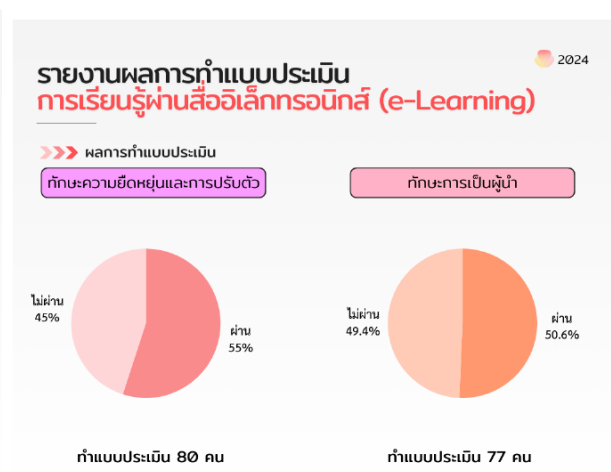 2024
รายงานผลการทำแบบประเมิน
การเรียนรู้ผ่านสื่ออิเล็กทรอนิกส์ (e-Learning)
ผลการทำแบบประเมิน
ทักษะความยืดหยุ่นและการปรับตัว
ทักษะการเป็นผู้นำ
ไม่ผ่าน
45%
ผ่าน
55%
ไม่ผ่าน
49.4%
ผ่าน
50.6%
ทำแบบประเมิน 80 คน
ทำแบบประเมิน 77 คน